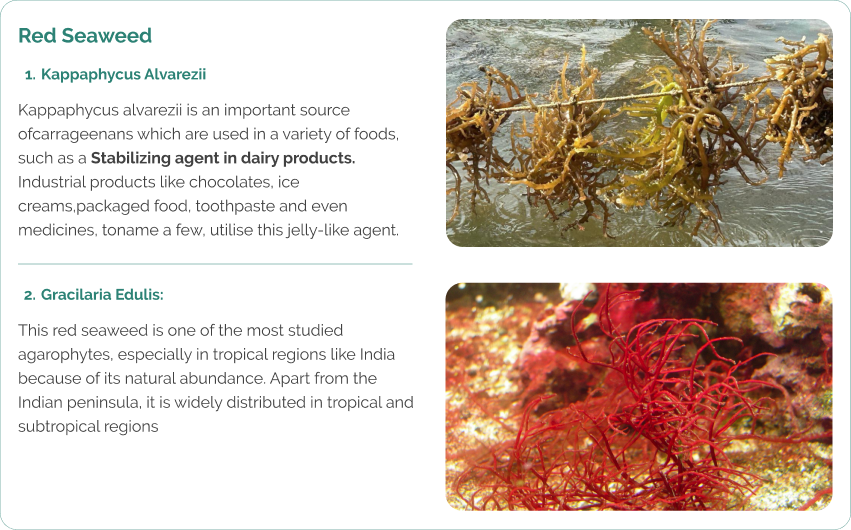 Red Seaweed
1. Kappaphycus Alvarezii
Kappaphycus alvarezii is an important source
ofcarrageenans which are used in a variety of foods,
such as a Stabilizing agent in dairy products.
Industrial products like chocolates, ice
creams,packaged food, toothpaste and even
medicines, toname a few, utilise this jelly-like agent.
2. Gracilaria Edulis:
This red seaweed is one of the most studied
agarophytes, especially in tropical regions like India
because of its natural abundance. Apart from the
Indian peninsula, it is widely distributed in tropical and
subtropical regions